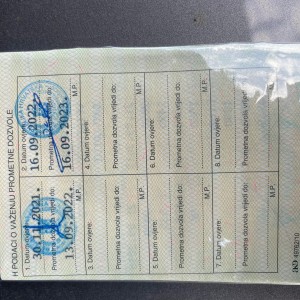 H PODACI O VAŽENJU PROMETNE DOZVOLE
1. Datum ovjere:
30.11.2021.
Prometna dozvola vrijedi do:
13.09.2022.
M.P.
2. Datum ovjere:
16.09.2022
Prometna dozvola vrijedi do:
16.09.2023.
M.P.
3. Datum ovjere:
Prometna dozvola vrijedi do:
M.P.
4. Datum ovjere:
Prometna dozvola vrijedi do:
M.P.
5. Datum ovjere:
Prometna dozvola vrijedi do:
M.P.
6. Datum ovjere:
Prometna dozvola vrijedi do:
M.P.
7. Datum ovjere:
Prometna dozvola vrijedi do:
M.P.
8. Datum ovjere:
Prometna dozvola vrijedi do: